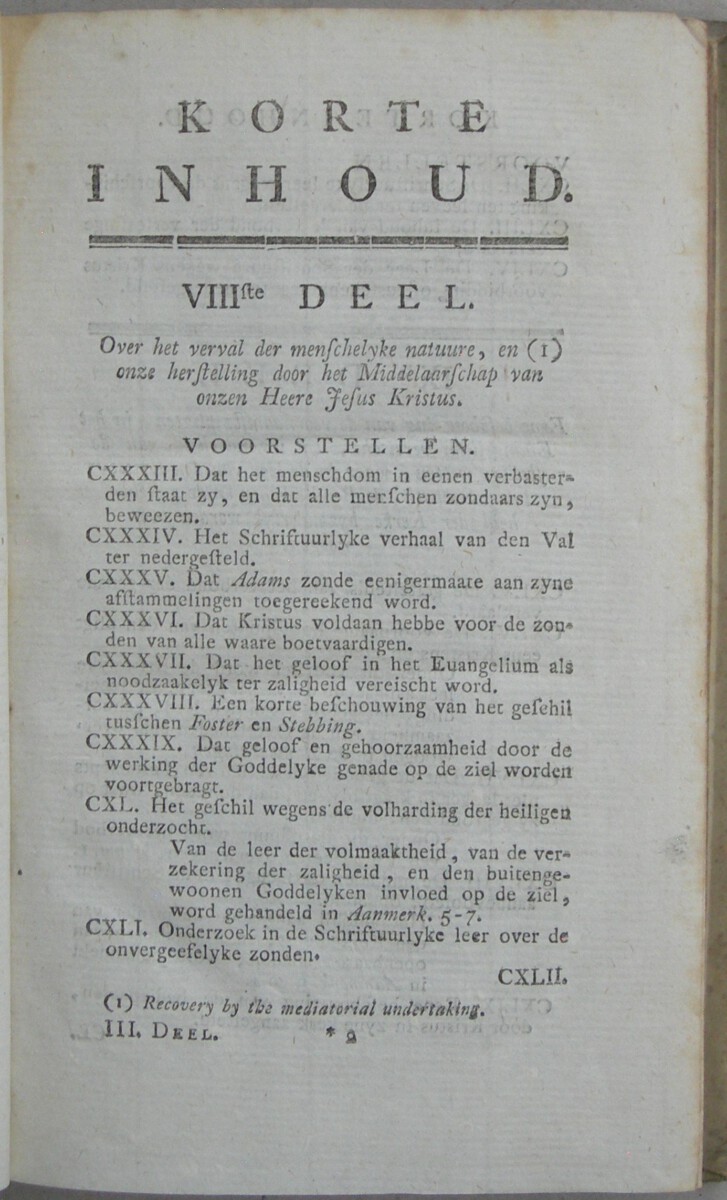 KORTE
INHOUD.
VIIIſte DEEL.
Over het verval der menſchelyke natuure, en (1)
onze herſtelling door het Middelaarſchap van
onzen Heere Jeſus Kristus.
VOORSTELLEN.
CXXXIII. Dat het menschdom in eenen verbaster-
den ſtaat zy, en dat alle menſchen zondaars zyn,
beweezen.
CXXXIV. Het Schriftuurlyke verhaal van den Val
ter nedergeſteld.
CXXXV. Dat Adams zonde eenigermaate aan zyne
afſtammelingen toegereekend word.
CXXXVI. Dat Kristus voldaan hebbe voor de zon-
den van alle waare boetvaardigen.
CXXXVII. Dat het geloof in het Euangelium als
noodzaakelyk ter zaligheid vereischt word.
CXXXVIII. Een korte beſchouwing van het geſchil
tusſchen Foster en Stebbing.
CXXXIX. Dat geloof en gehoorzaamheid door de
werking der Goddelyke genade op de ziel worden
voortgebragt.
CXL. Het geſchil wegens de volharding der heiligen
onderzocht.
Van de leer der volmaaktheid, van de ver-
zekering der zaligheid, en den buitenge-
woonen Goddelyken invloed op de ziel,
word gehandeld in Aanmerk. 5-7.
CXLI. Onderzoek in de Schriftuurlyke leer over de
onvergeefelyke zonden.
CXLII.
(1) Recovery by the mediatorial undertaking.
III. DEEL. *